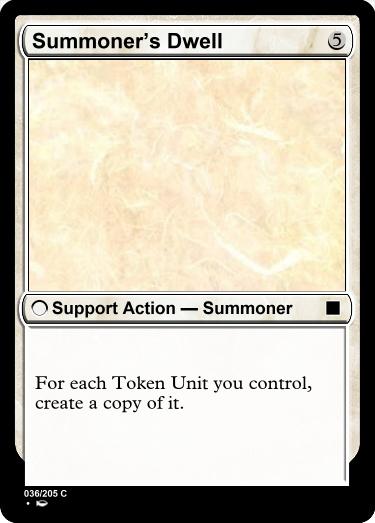 Summoner's Dwell 5
Support Action — Summoner
For each Token Unit you control,
create a copy of it.
036/205 C